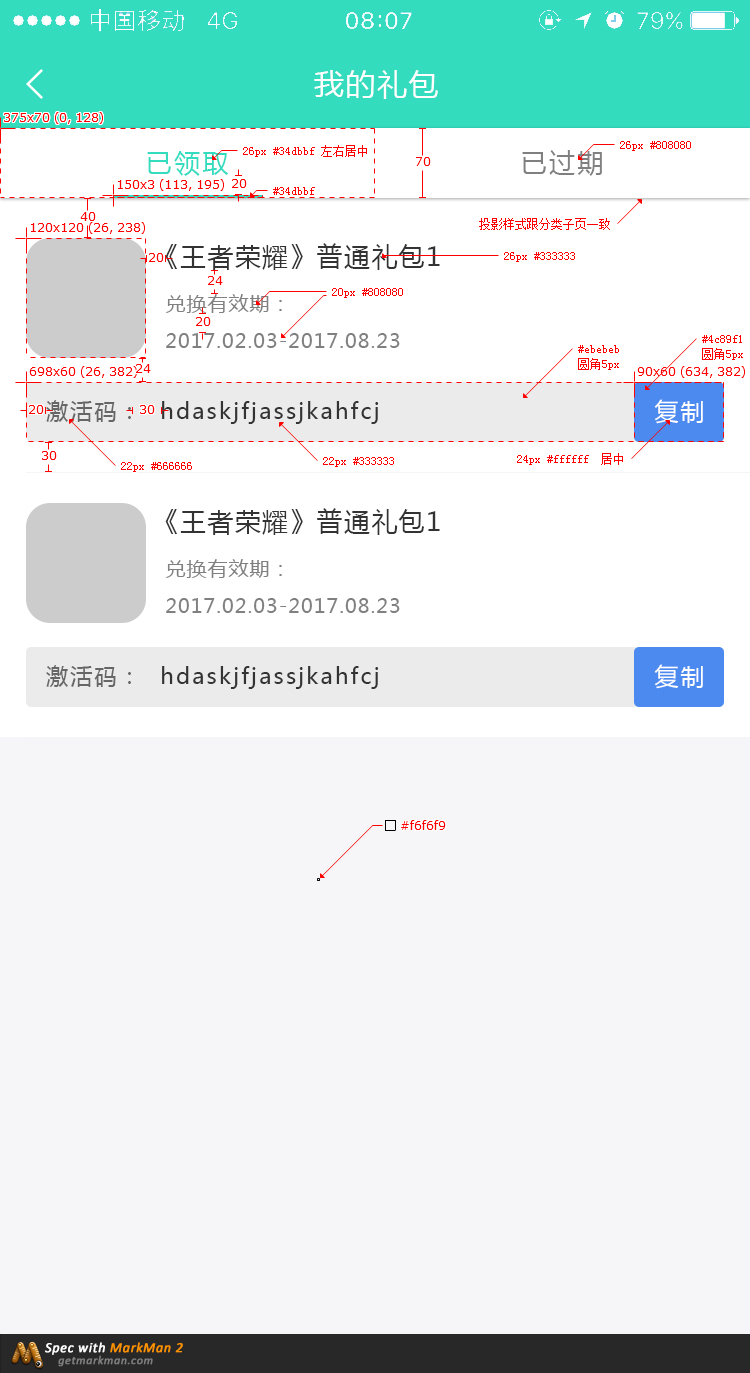 中国移动 4G 08:07 79%
我的礼包
375x70 (0, 128)
已领取
26px #34dbbf 左右居中
70
已过期
26px #808080
150x3 (113, 195)
20
#34dbbf
40
投影样式跟分类子页一致
120x120 (26, 238)
20
《王者荣耀》普通礼包1
26px #333333
24
兑换有效期：
20px #808080
20
2017.02.03-2017.08.23
#ebebeb
圆角5px
#4c89f1
圆角5px
698x60 (26, 382)
24
90x60 (634, 382)
20
激活码：
30
hdaskjfjassjkahfcj
复制
30
22px #666666
22px #333333
24px #ffffff 居中
《王者荣耀》普通礼包1
兑换有效期：
2017.02.03-2017.08.23
激活码： hdaskjfjassjkahfcj 复制
#f6f6f9
Spec with MarkMan 2
getmarkman.com